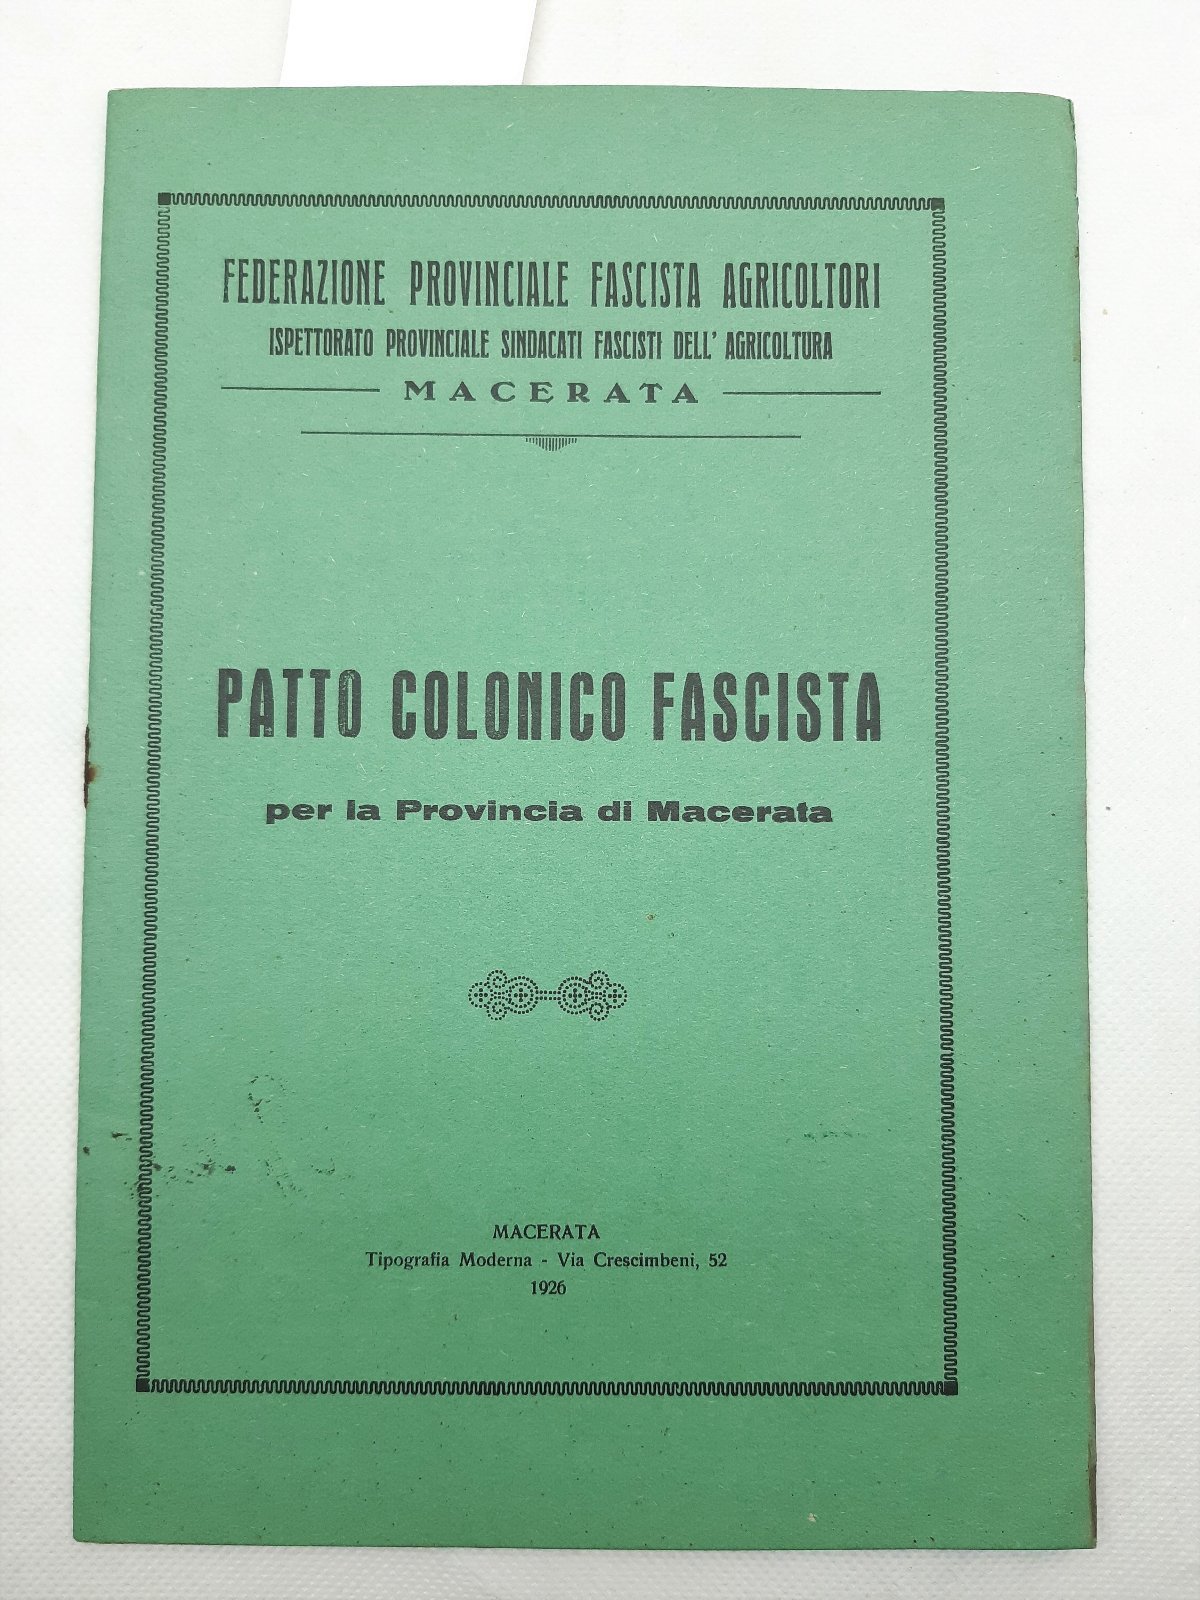 FEDERAZIONE PROVINCIALE FASCISTA AGRICOLTORI
ISPETTORATO PROVINCIALE SINDACATI FASCISTI DELL' AGRICOLTURA
MACERATA
PATTO COLONICO FASCISTA
per la Provincia di Macerata
MACERATA
Tipografia Moderna - Via Crescimbeni, 52
1926